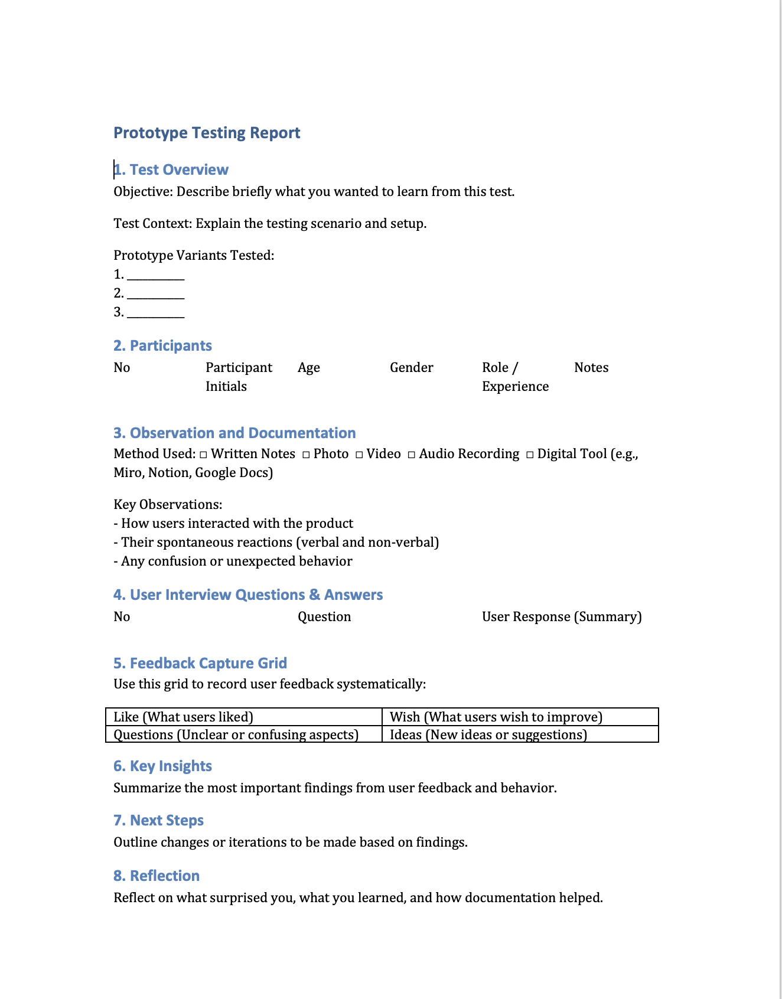 Prototype Testing Report
1. Test Overview
Objective: Describe briefly what you wanted to learn from this test.
Test Context: Explain the testing scenario and setup.
Prototype Variants Tested:
1. __________
2. __________
3. __________
2. Participants
No Participant Initials Age Gender Role / Experience Notes
3. Observation and Documentation
Method Used: □ Written Notes □ Photo □ Video □ Audio Recording □ Digital Tool (e.g.,
Miro, Notion, Google Docs)
Key Observations:
- How users interacted with the product
- Their spontaneous reactions (verbal and non-verbal)
- Any confusion or unexpected behavior
4. User Interview Questions & Answers
No Question User Response (Summary)
5. Feedback Capture Grid
Use this grid to record user feedback systematically:
Like (What users liked) Wish (What users wish to improve)
Questions (Unclear or confusing aspects) Ideas (New ideas or suggestions)
6. Key Insights
Summarize the most important findings from user feedback and behavior.
7. Next Steps
Outline changes or iterations to be made based on findings.
8. Reflection
Reflect on what surprised you, what you learned, and how documentation helped.